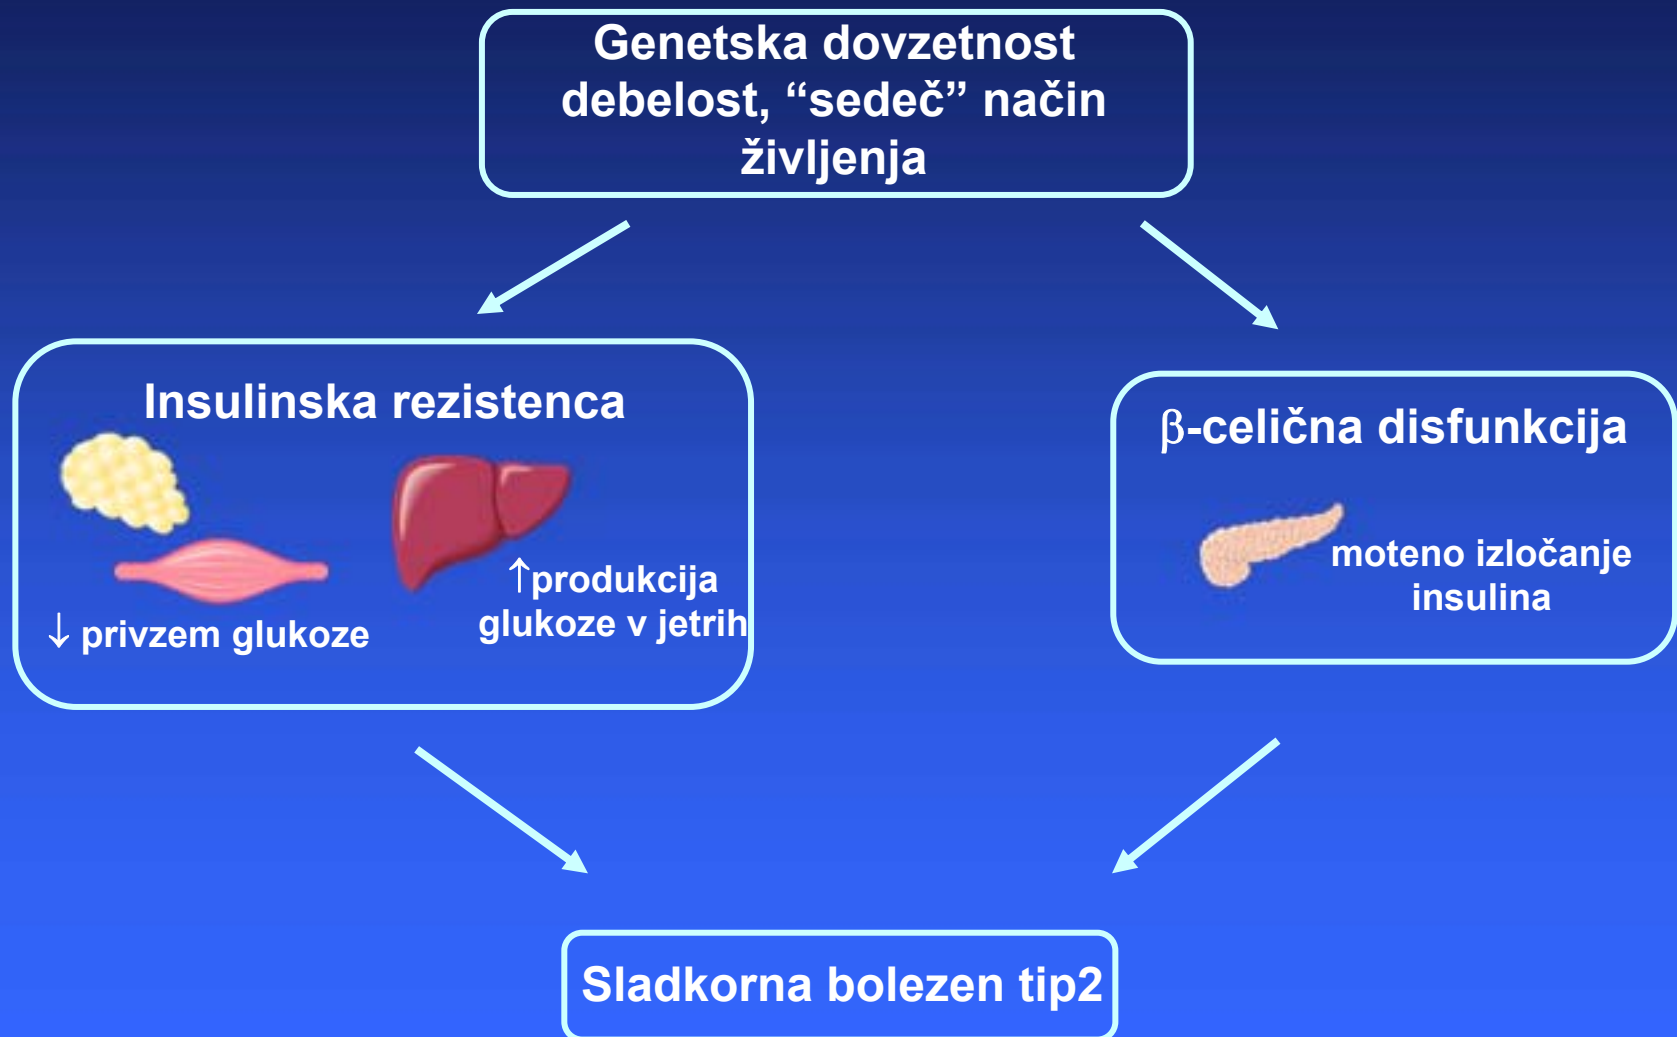 Genetska dovzetnost
debelost, “sedeč” način
življenja
Insulinska rezistenca
↓ privzem glukoze
↑produkcija
glukoze v jetrih
β-celična disfunkcija
moteno izločanje
insulina
Sladkorna bolezen tip2